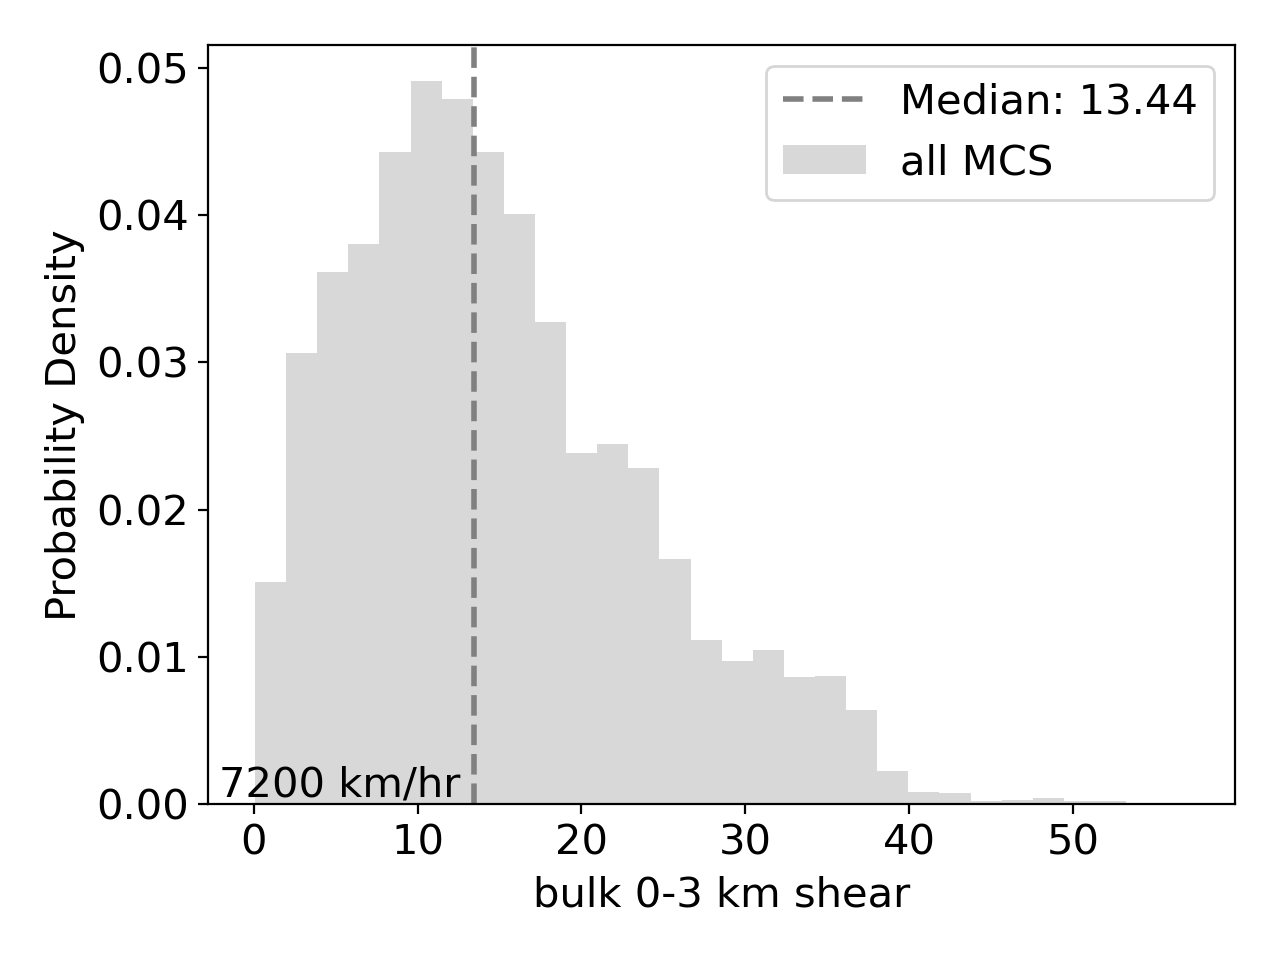 0.05
0.04
0.03
0.02
0.01
0.00
Probability Density
Median: 13.44
all MCS
7200 km/hr
0 10 20 30 40 50
bulk 0-3 km shear